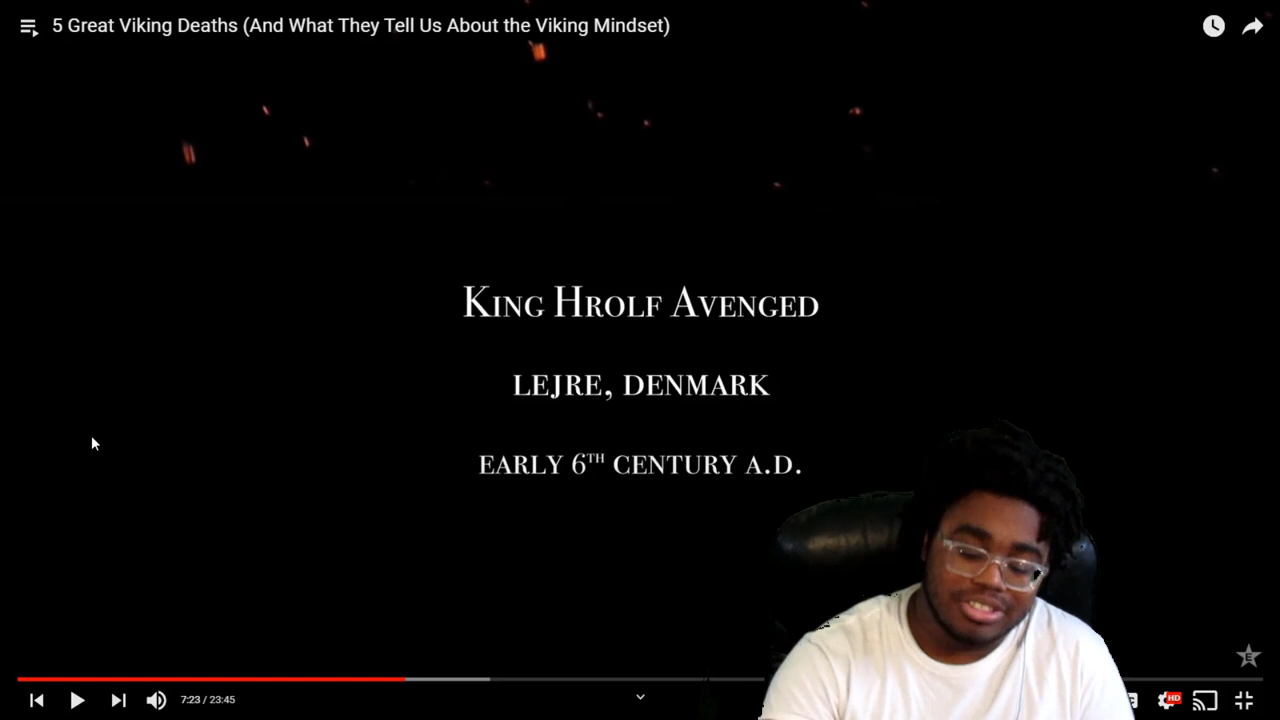 5 Great Viking Deaths (And What They Tell Us About the Viking Mindset)
King Hrolf Avenged
LEJRE, DENMARK
EARLY 6TH CENTURY A.D.
7:23 / 23:45
HD
E